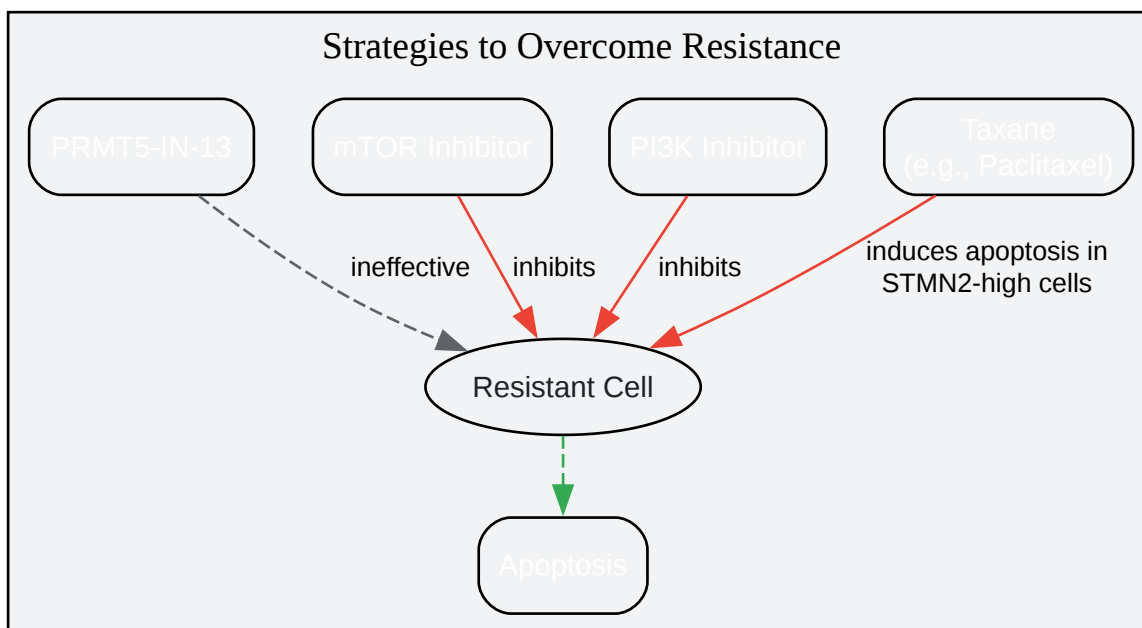 Strategies to Overcome Resistance
PRMT5-IN-13
mTOR Inhibitor
PI3K Inhibitor
Taxane
(e.g., Paclitaxel)
ineffective
inhibits
inhibits
induces apoptosis in
STMN2-high cells
Resistant Cell
Apoptosis